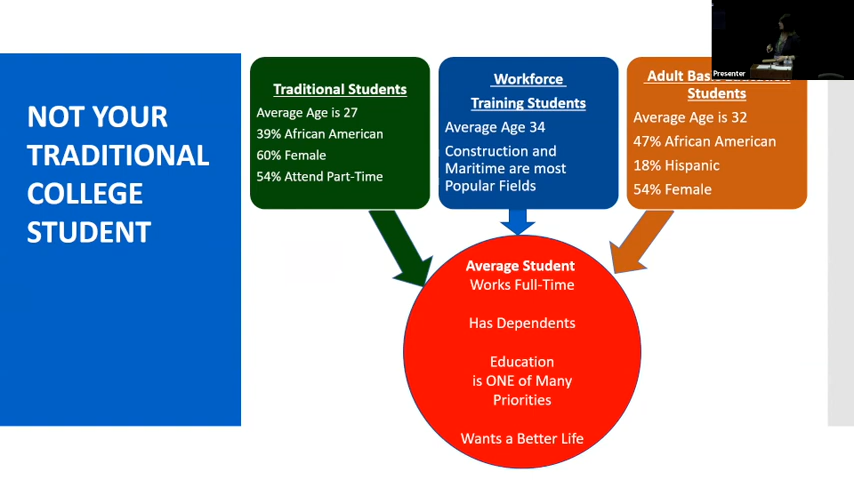 NOT YOUR
TRADITIONAL
COLLEGE
STUDENT
Traditional Students
Average Age is 27
39% African American
60% Female
54% Attend Part-Time
Workforce
Training Students
Average Age 34
Construction and
Maritime are most
Popular Fields
Adult Bas
Students
Average Age is 32
47% African American
18% Hispanic
54% Female
Average Student
Works Full-Time
Has Dependents
Education
is ONE of Many
Priorities
Wants a Better Life
Presenter